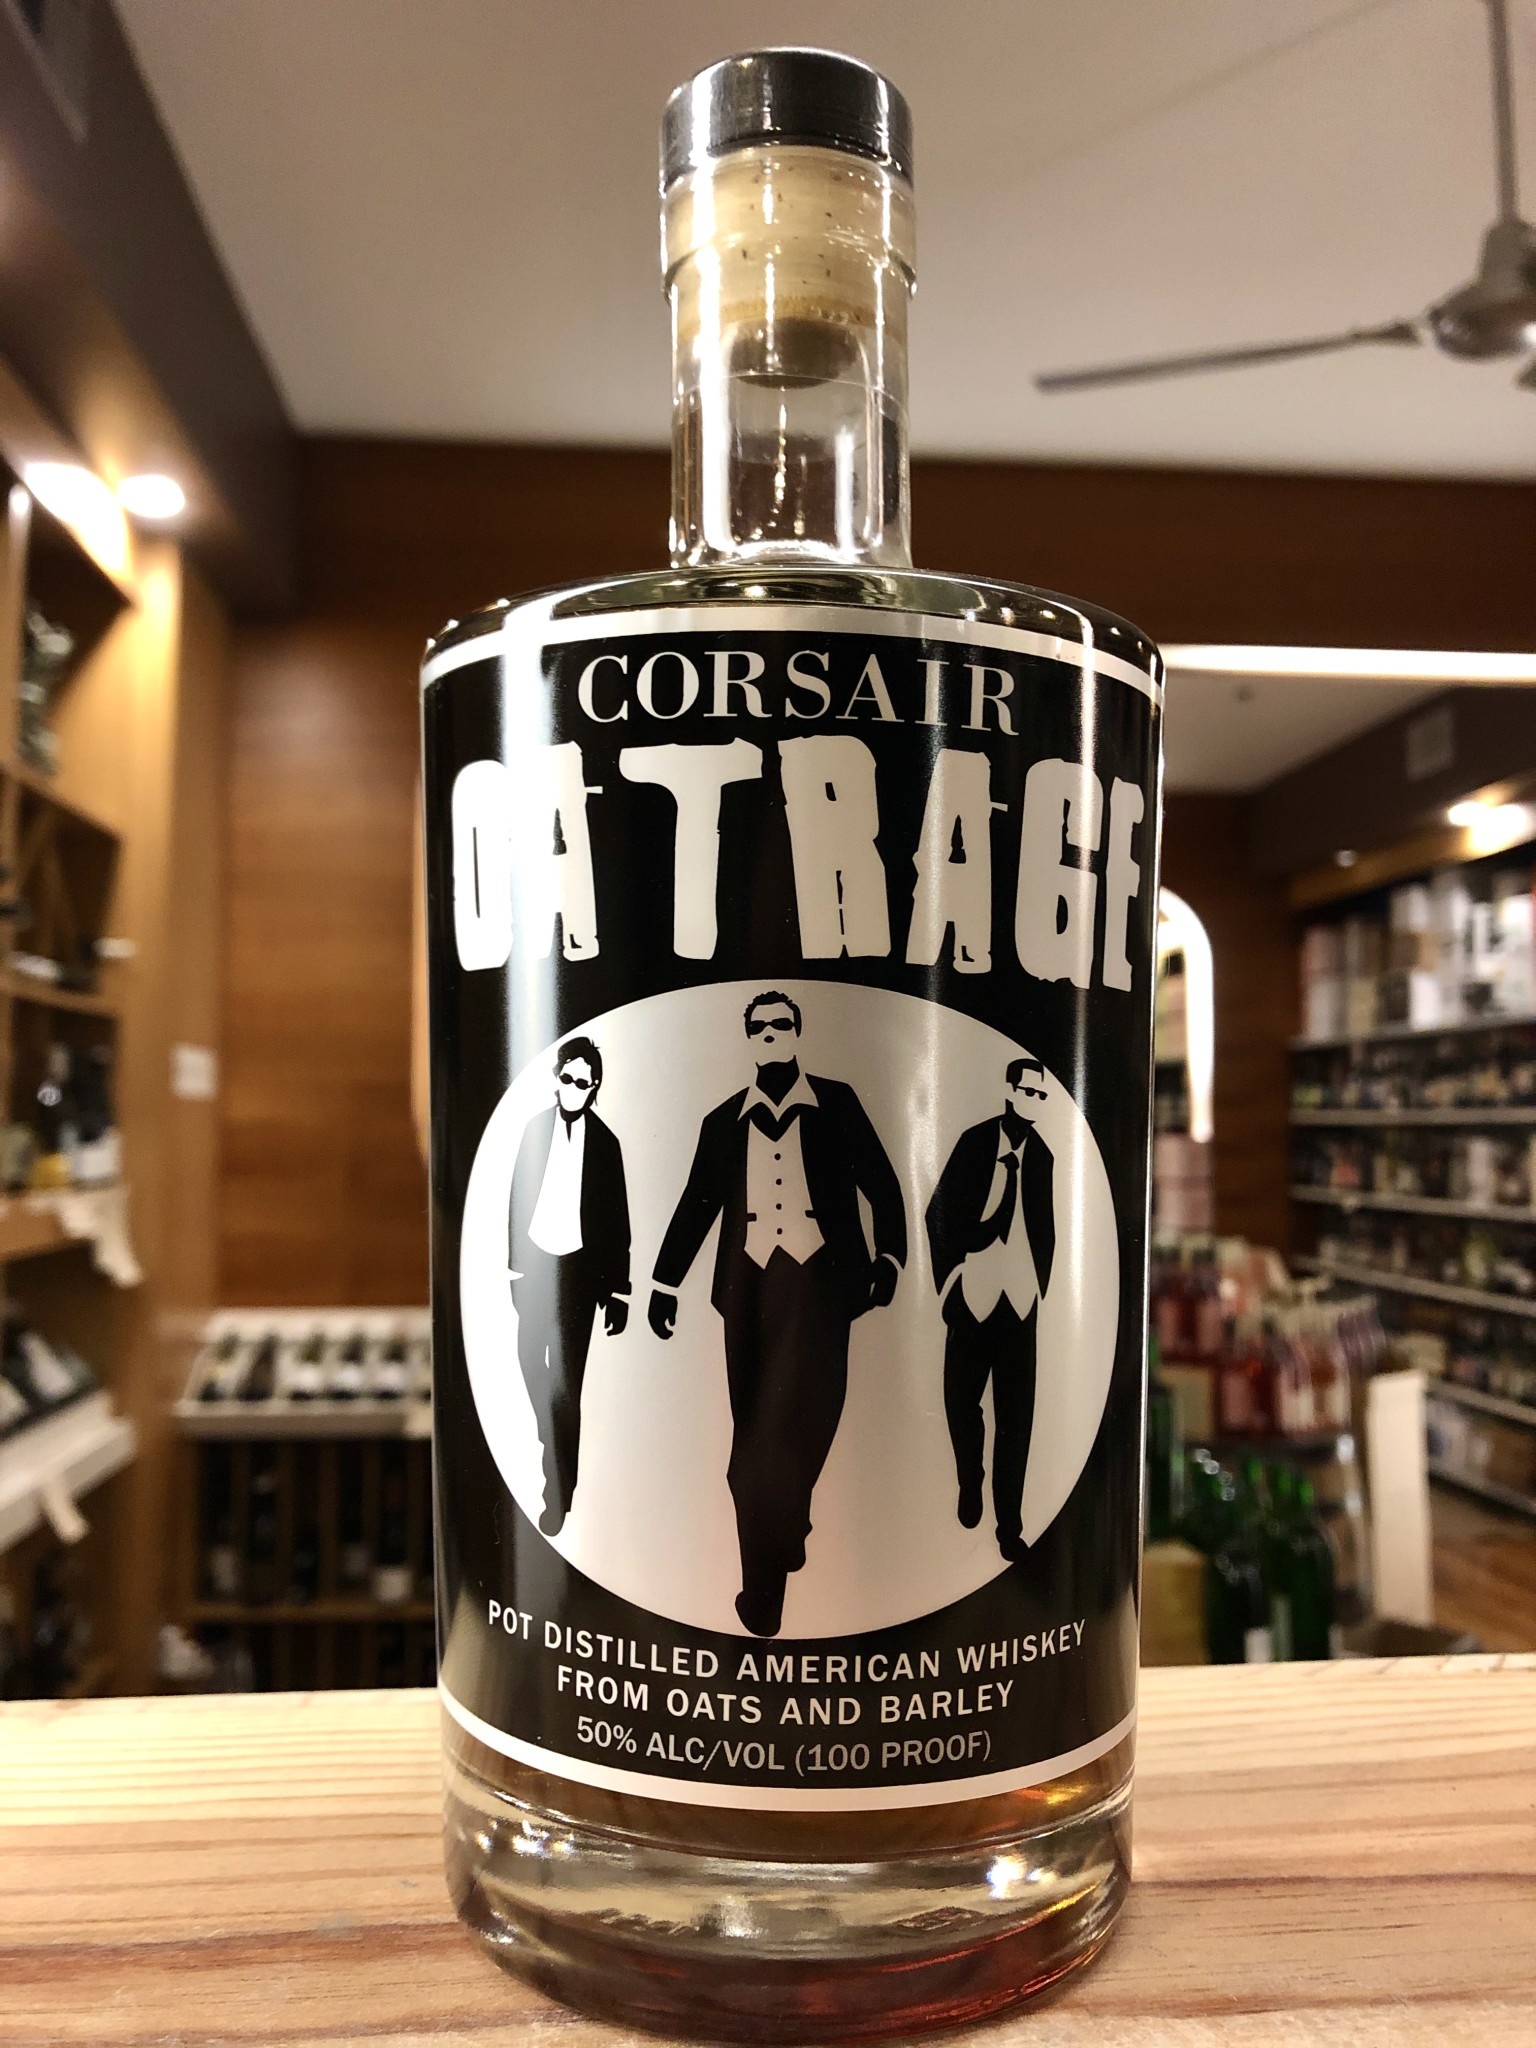 CORSAIR
OATRAGE
POT DISTILLED AMERICAN WHISKEY
FROM OATS AND BARLEY
50% ALC/VOL (100 PROOF)